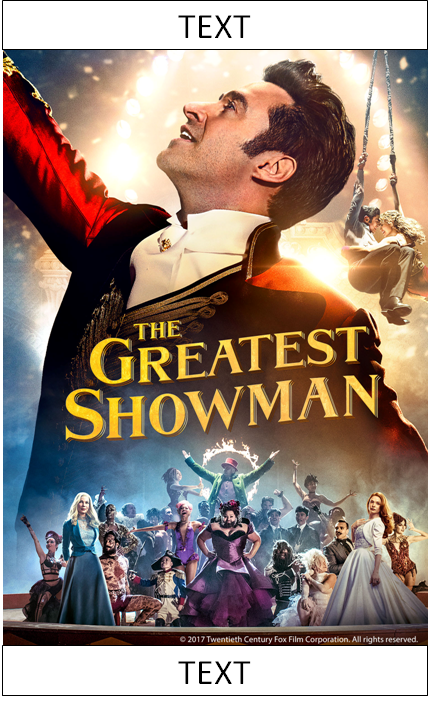 TEXT
THE
GREATEST
SHOWMAN
© 2017 Twentieth Century Fox Film Corporation. All rights reserved.
TEXT